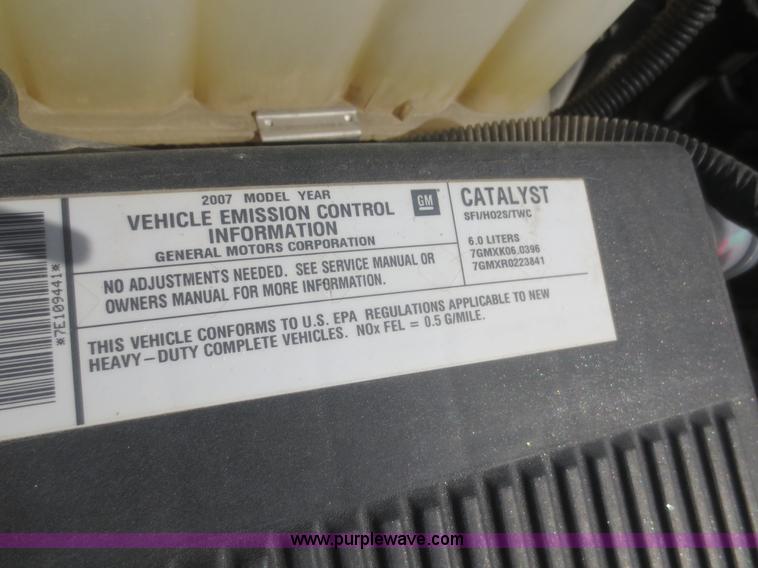 2007 MODEL YEAR
VEHICLE EMISSION CONTROL
INFORMATION
GENERAL MOTORS CORPORATION
GM
CATALYST
SFI/HO2S/TWC
6.0 LITERS
7GMXK06.0396
7GMXR0223841
NO ADJUSTMENTS NEEDED. SEE SERVICE MANUAL OR
OWNERS MANUAL FOR MORE INFORMATION.
THIS VEHICLE CONFORMS TO U.S. EPA REGULATIONS APPLICABLE TO NEW
HEAVY-DUTY COMPLETE VEHICLES. NOx FEL = 0.5 G/MILE.
*7E109441*
www.purplewave.com